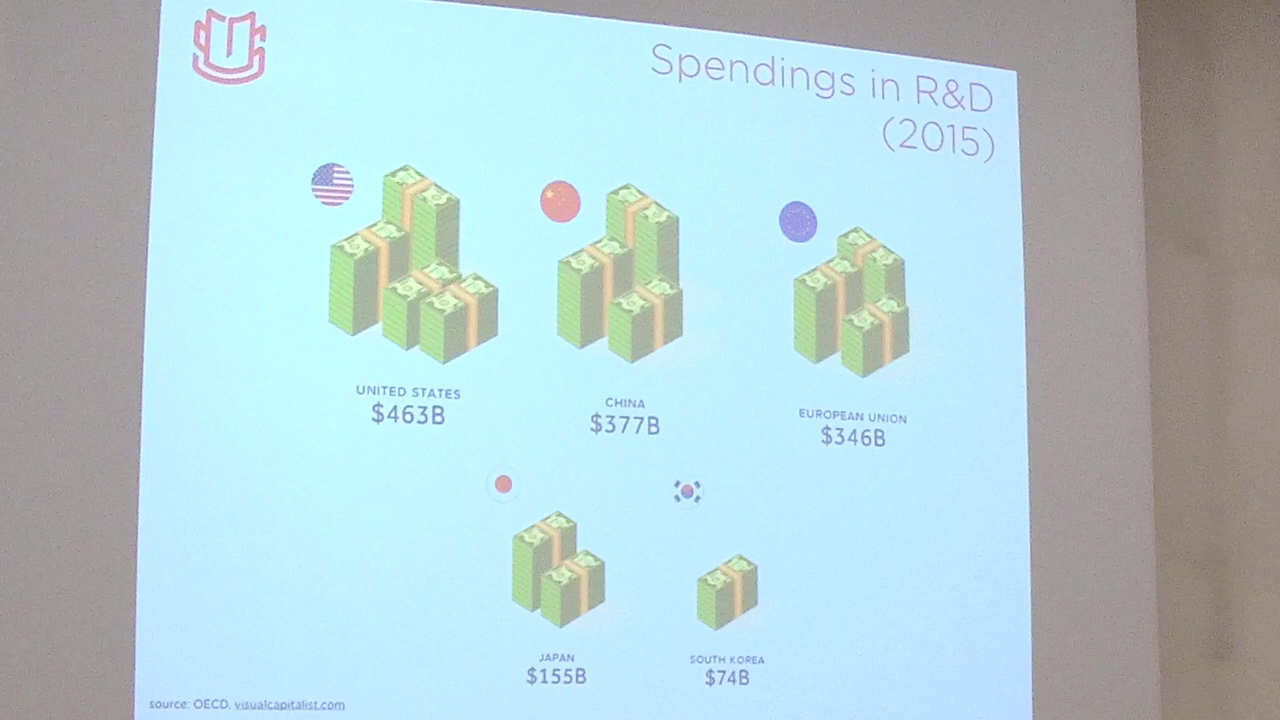 Spendings in R&D
(2015)
UNITED STATES
$463B
CHINA
$377B
EUROPEAN UNION
$346B
JAPAN
$155B
SOUTH KOREA
$74B
source: OECD, visualcapitalist.com